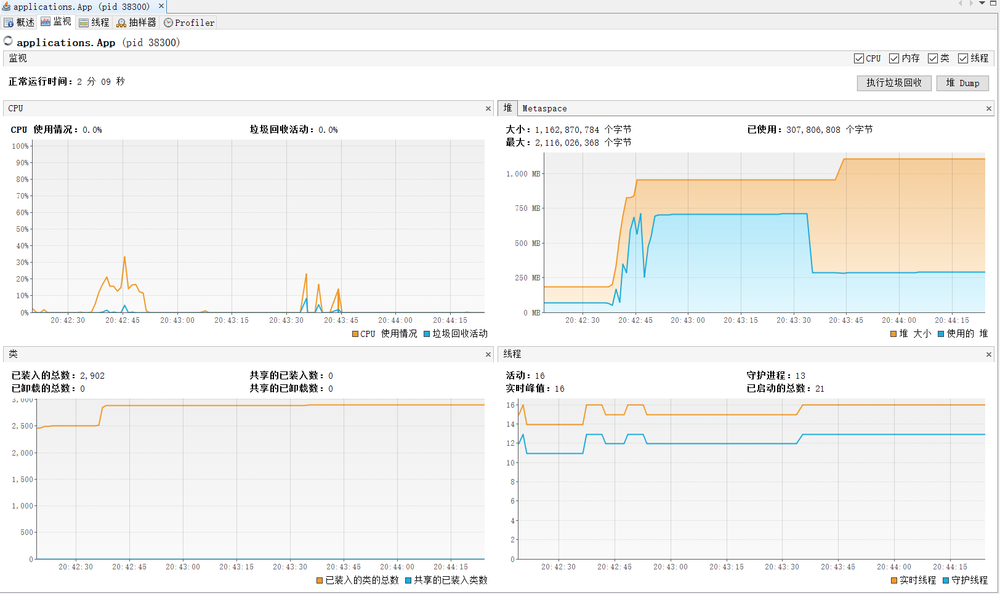 applications.App (pid 38300)
概述 监视 线程 抽样器 Profiler
applications.App (pid 38300)
监视 CPU 内存 类 线程
正常运行时间: 2 分 09 秒 执行垃圾回收 堆 Dump
CPU
CPU 使用情况: 0.0% 垃圾回收活动: 0.0%
100%
90%
80%
70%
60%
50%
40%
30%
20%
10%
0%
20:42:30 20:42:45 20:43:00 20:43:15 20:43:30 20:43:45 20:44:00 20:44:15
CPU 使用情况 垃圾回收活动
堆 Metaspace
大小: 1,162,870,784 个字节 已使用: 307,806,808 个字节
最大: 2,116,026,368 个字节
1,000 MB
750 MB
500 MB
250 MB
0 MB
20:42:30 20:42:45 20:43:00 20:43:15 20:43:30 20:43:45 20:44:00 20:44:15
堆 大小 使用的 堆
类
已装入的总数: 2,902 共享的已装入数: 0
已卸载的总数: 0 共享的已卸载数: 0
3,000
2,500
2,000
1,500
1,000
500
0
20:42:30 20:42:45 20:43:00 20:43:15 20:43:30 20:43:45 20:44:00 20:44:15
已装入的类的总数 共享的已装入类数
线程
活动: 16 守护进程: 13
实时峰值: 16 已启动的总数: 21
16
14
12
10
8
6
4
2
0
20:42:30 20:42:45 20:43:00 20:43:15 20:43:30 20:43:45 20:44:00 20:44:15
实时线程 守护线程